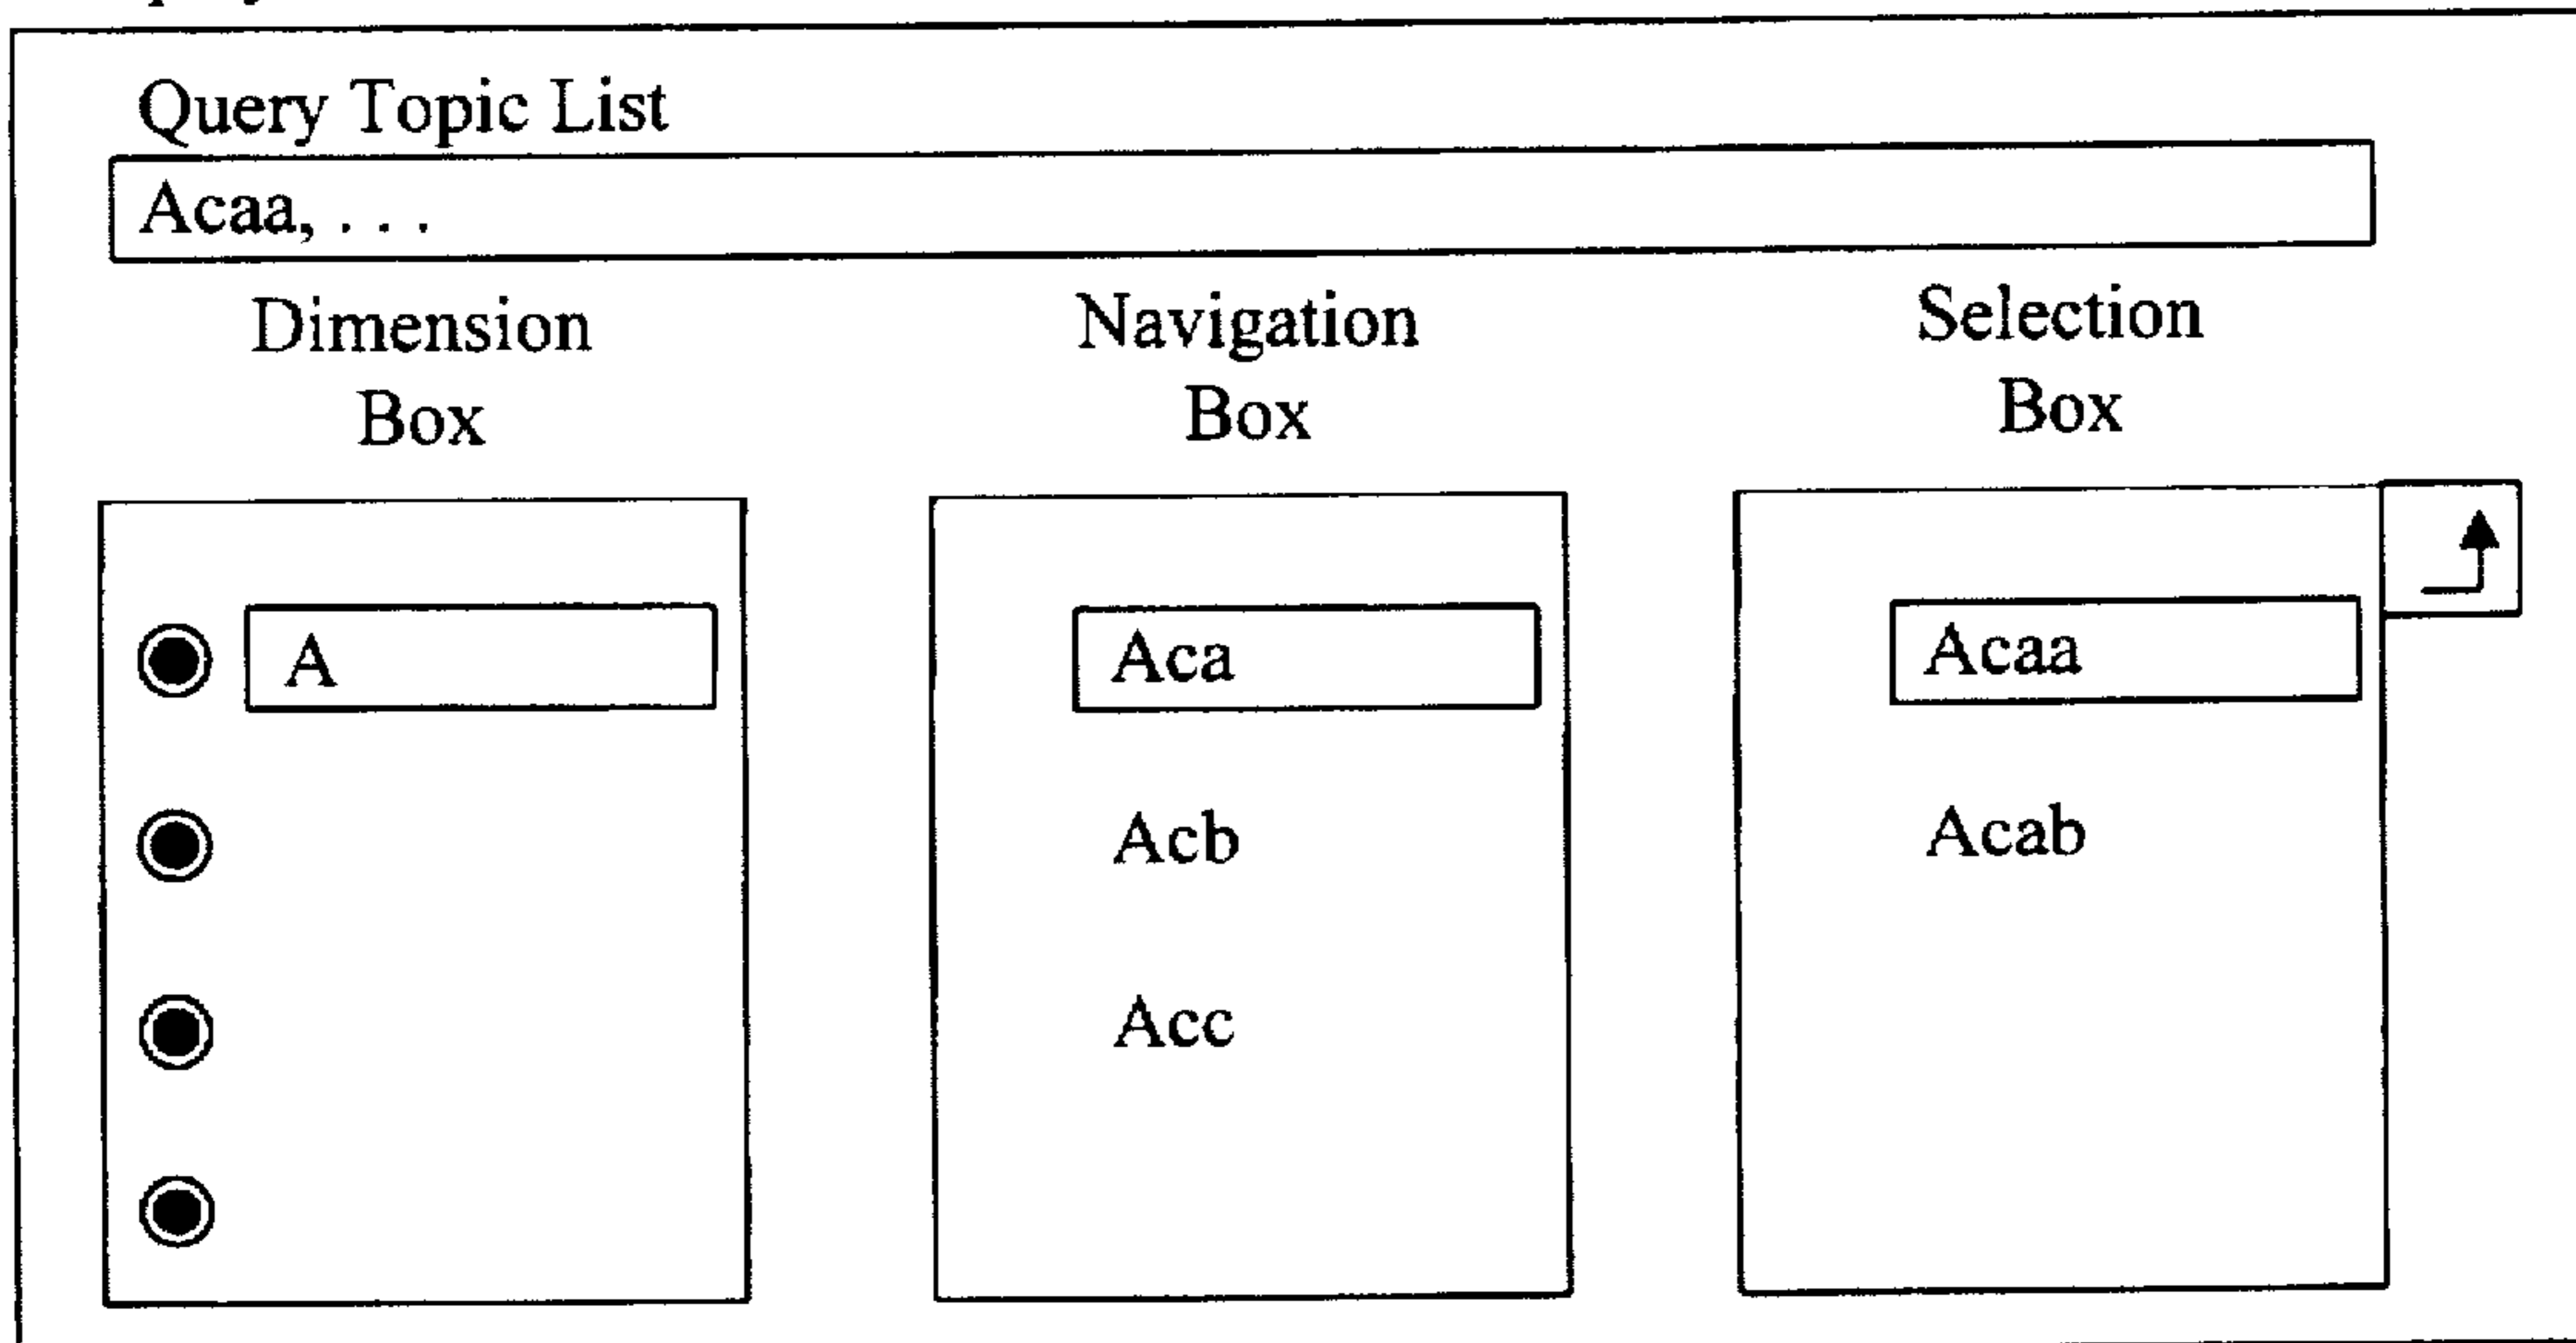 Query Topic List
Acaa, . . .
Dimension Box
Navigation Box
Selection Box
A
Aca
Acaa
Acb
Acab
Acc